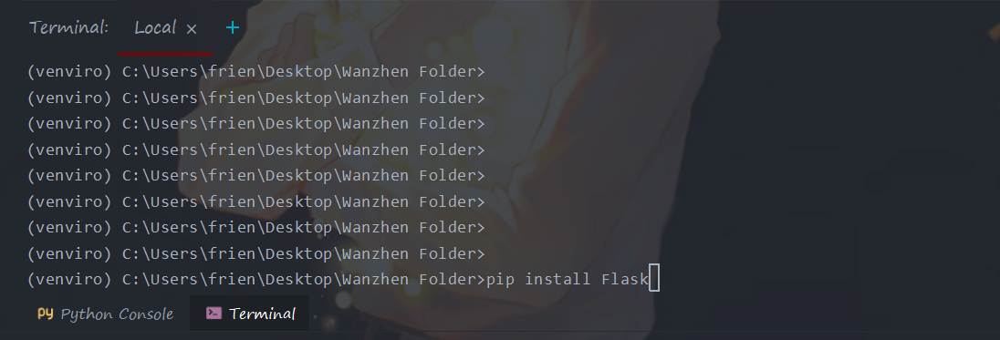 Terminal: Local × +
(venviro) C:\Users\frien\Desktop\Wanzhen Folder>
(venviro) C:\Users\frien\Desktop\Wanzhen Folder>
(venviro) C:\Users\frien\Desktop\Wanzhen Folder>
(venviro) C:\Users\frien\Desktop\Wanzhen Folder>
(venviro) C:\Users\frien\Desktop\Wanzhen Folder>
(venviro) C:\Users\frien\Desktop\Wanzhen Folder>
(venviro) C:\Users\frien\Desktop\Wanzhen Folder>
(venviro) C:\Users\frien\Desktop\Wanzhen Folder>
(venviro) C:\Users\frien\Desktop\Wanzhen Folder>pip install Flask
PY Python Console Terminal